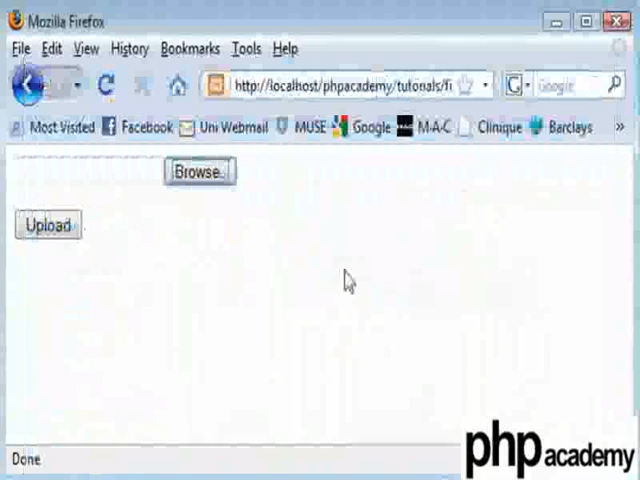 Mozilla Firefox
File Edit View History Bookmarks Tools Help
http://localhost/phpacademy/tutorials/fi Google
Most Visited Facebook Uni Webmail MUSE Google M-A-C Clinique Barclays »
Browse..
Upload
Done
php academy